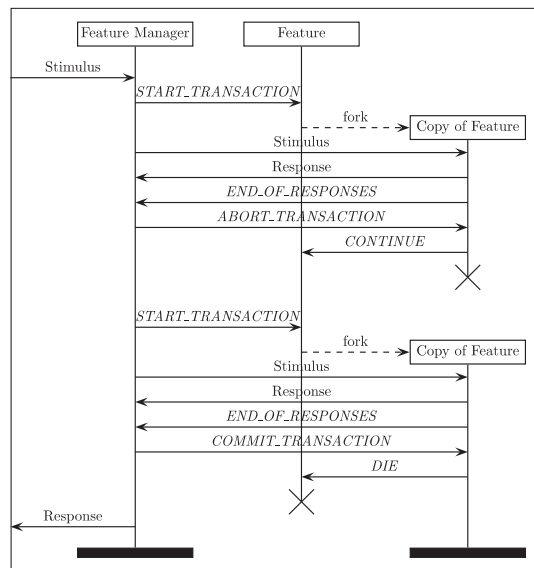 Feature Manager
Feature
Stimulus
START_TRANSACTION
fork
Copy of Feature
Stimulus
Response
END_OF_RESPONSES
ABORT_TRANSACTION
CONTINUE
START_TRANSACTION
fork
Copy of Feature
Stimulus
Response
END_OF_RESPONSES
COMMIT_TRANSACTION
DIE
Response